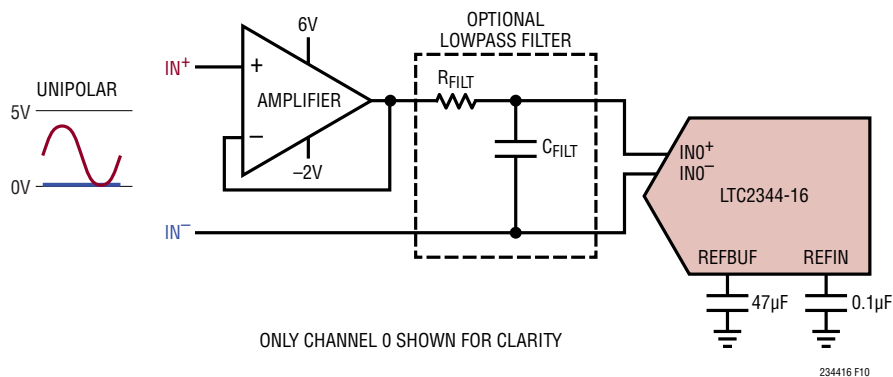 OPTIONAL
LOWPASS FILTER
6V
IN+
+
RFILT
UNIPOLAR
AMPLIFIER
5V
–
CFILT
IN0+
IN0–
0V
–2V
LTC2344-16
IN–
REFBUF
REFIN
47µF
0.1µF
ONLY CHANNEL 0 SHOWN FOR CLARITY
234416 F10